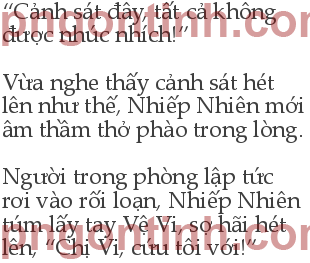 “Cảnh sát đây, tất cả không
được nhúc nhích!”
Vừa nghe thấy cảnh sát hét
lên như thế, Nhiếp Nhiên mới
âm thầm thở phào trong lòng.
Người trong phòng lập tức
rơi vào rối loạn, Nhiếp Nhiên
túm lấy tay Vệ Vi, sợ hãi hét
lên, “Chị Vi, cứu tôi với!”